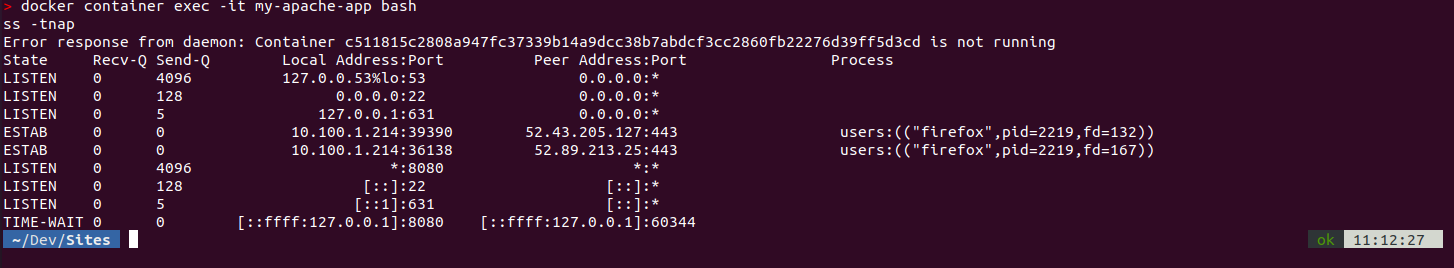 > docker container exec -it my-apache-app bash
ss -tnap
Error response from daemon: Container c511815c2808a947fc37339b14a9dcc38b7abdcf3cc2860fb22276d39ff5d3cd is not running
State Recv-Q Send-Q Local Address:Port Peer Address:Port Process
LISTEN 0 4096 127.0.0.53%lo:53 0.0.0.0:*
LISTEN 0 128 0.0.0.0:22 0.0.0.0:*
LISTEN 0 5 127.0.0.1:631 0.0.0.0:*
ESTAB 0 0 10.100.1.214:39390 52.43.205.127:443 users:(("firefox",pid=2219,fd=132))
ESTAB 0 0 10.100.1.214:36138 52.89.213.25:443 users:(("firefox",pid=2219,fd=167))
LISTEN 0 4096 *:8080 *:*
LISTEN 0 128 [::]:22 [::]:*
LISTEN 0 5 [::1]:631 [::]:*
TIME-WAIT 0 0 [::ffff:127.0.0.1]:8080 [::ffff:127.0.0.1]:60344
~/Dev/Sites ok 11:12:27